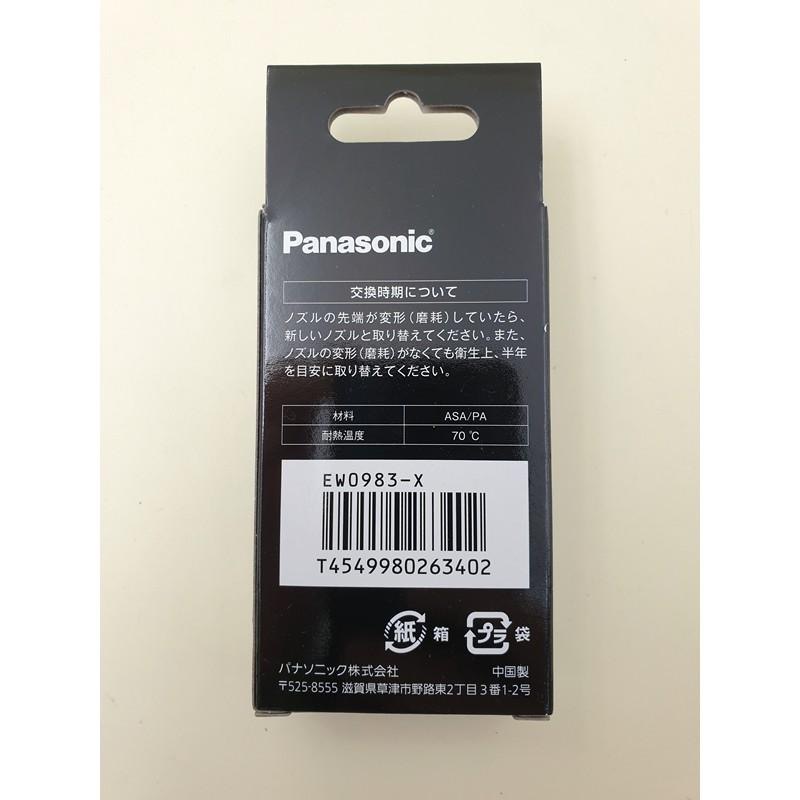 Panasonic®
交換時期について
ノズルの先端が変形（磨耗）していたら、
新しいノズルと取り替えてください。また、
ノズルの変形（磨耗）がなくても衛生上、半年
を目安に取り替えてください。
材料 ASA/PA
耐熱温度 70 ℃
EW0983-X
T4549980263402
紙 箱 プラ 袋
パナソニック株式会社 中国製
〒525-8555 滋賀県草津市野路東2丁目3番1-2号